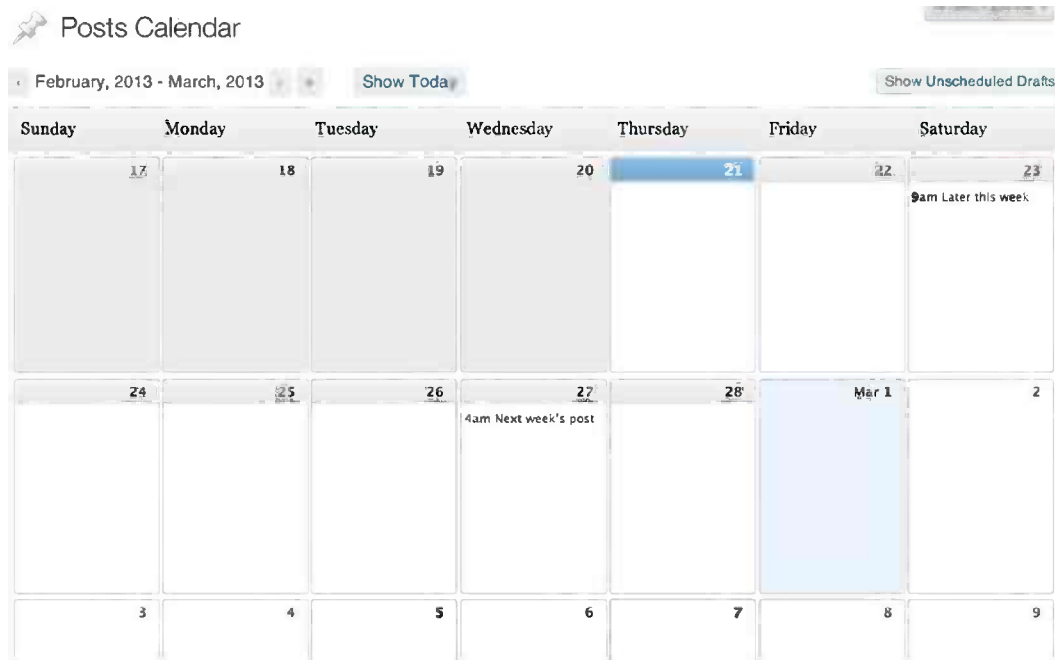 Posts Calendar
February, 2013 - March, 2013 Show Today Show Unscheduled Drafts
Sunday Monday Tuesday Wednesday Thursday Friday Saturday
17 18 19 20 21 22 23
9am Later this week
24 25 26 27 28 Mar 1 2
4am Next week's post
3 4 5 6 7 8 9